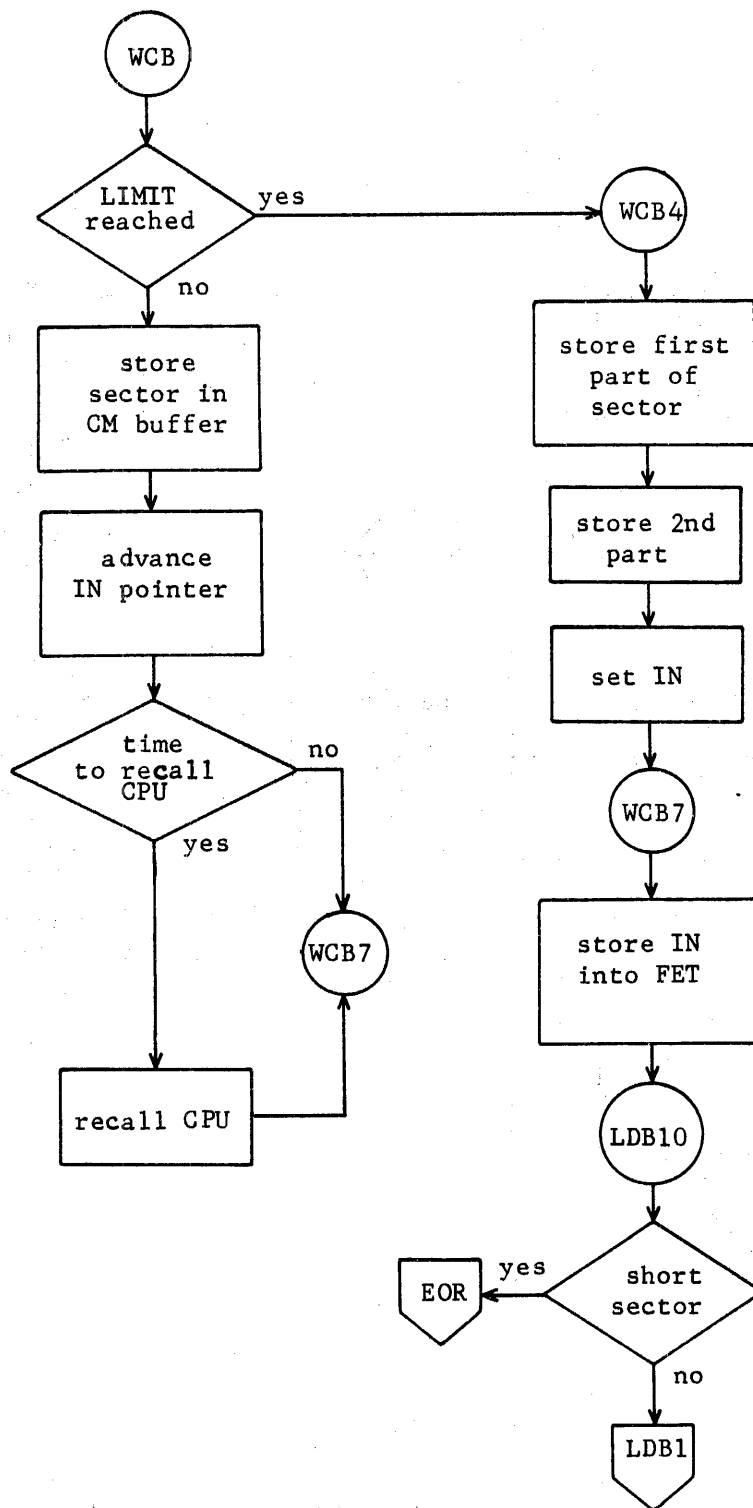 WCB
LIMIT
reached
yes
no
store
sector in
CM buffer
advance
IN pointer
time
to recall
CPU
no
yes
WCB7
recall CPU
WCB4
store first
part of
sector
store 2nd
part
set IN
WCB7
store IN
into FET
LDB10
short
sector
yes
EOR
no
LDB1